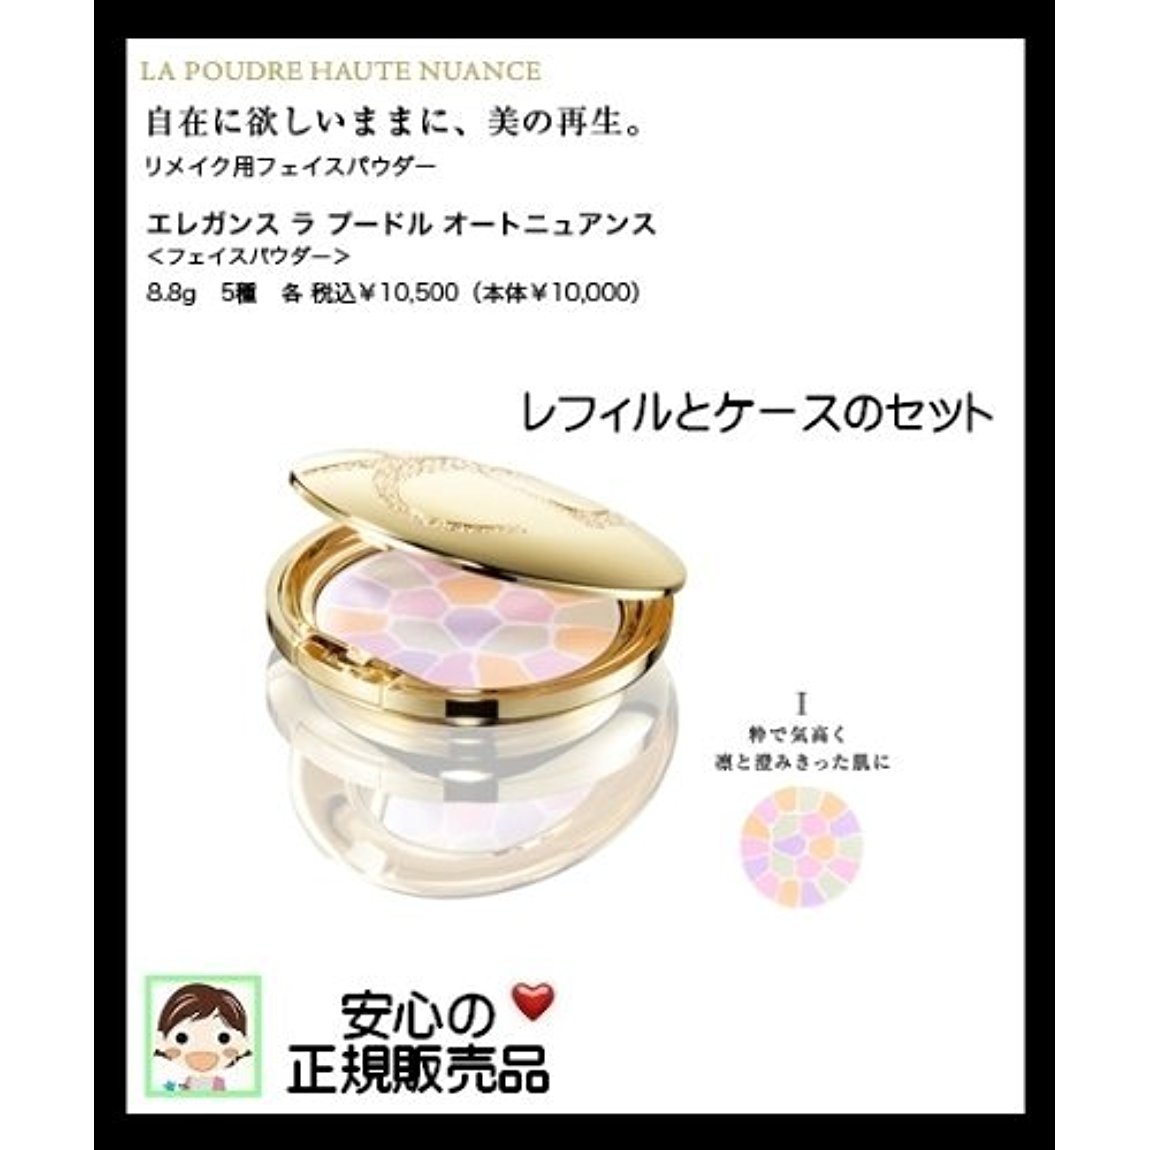 LA POUDRE HAUTE NUANCE
自在に欲しいままに、美の再生。
リメイク用フェイスパウダー
エレガンス ラ プードル オートニュアンス
＜フェイスパウダー＞
8.8g　5種　各 税込￥10,500（本体￥10,000）
レフィルとケースのセット
I
粋で気高く
凛と澄みきった肌に
安心の
正規販売品